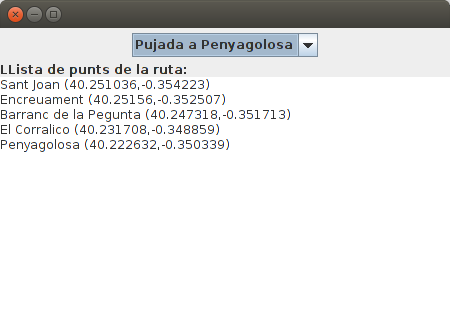 Pujada a Penyagolosa
LLista de punts de la ruta:
Sant Joan (40.251036,-0.354223)
Encreuament (40.25156,-0.352507)
Barranc de la Pegunta (40.247318,-0.351713)
El Corralico (40.231708,-0.348859)
Penyagolosa (40.222632,-0.350339)